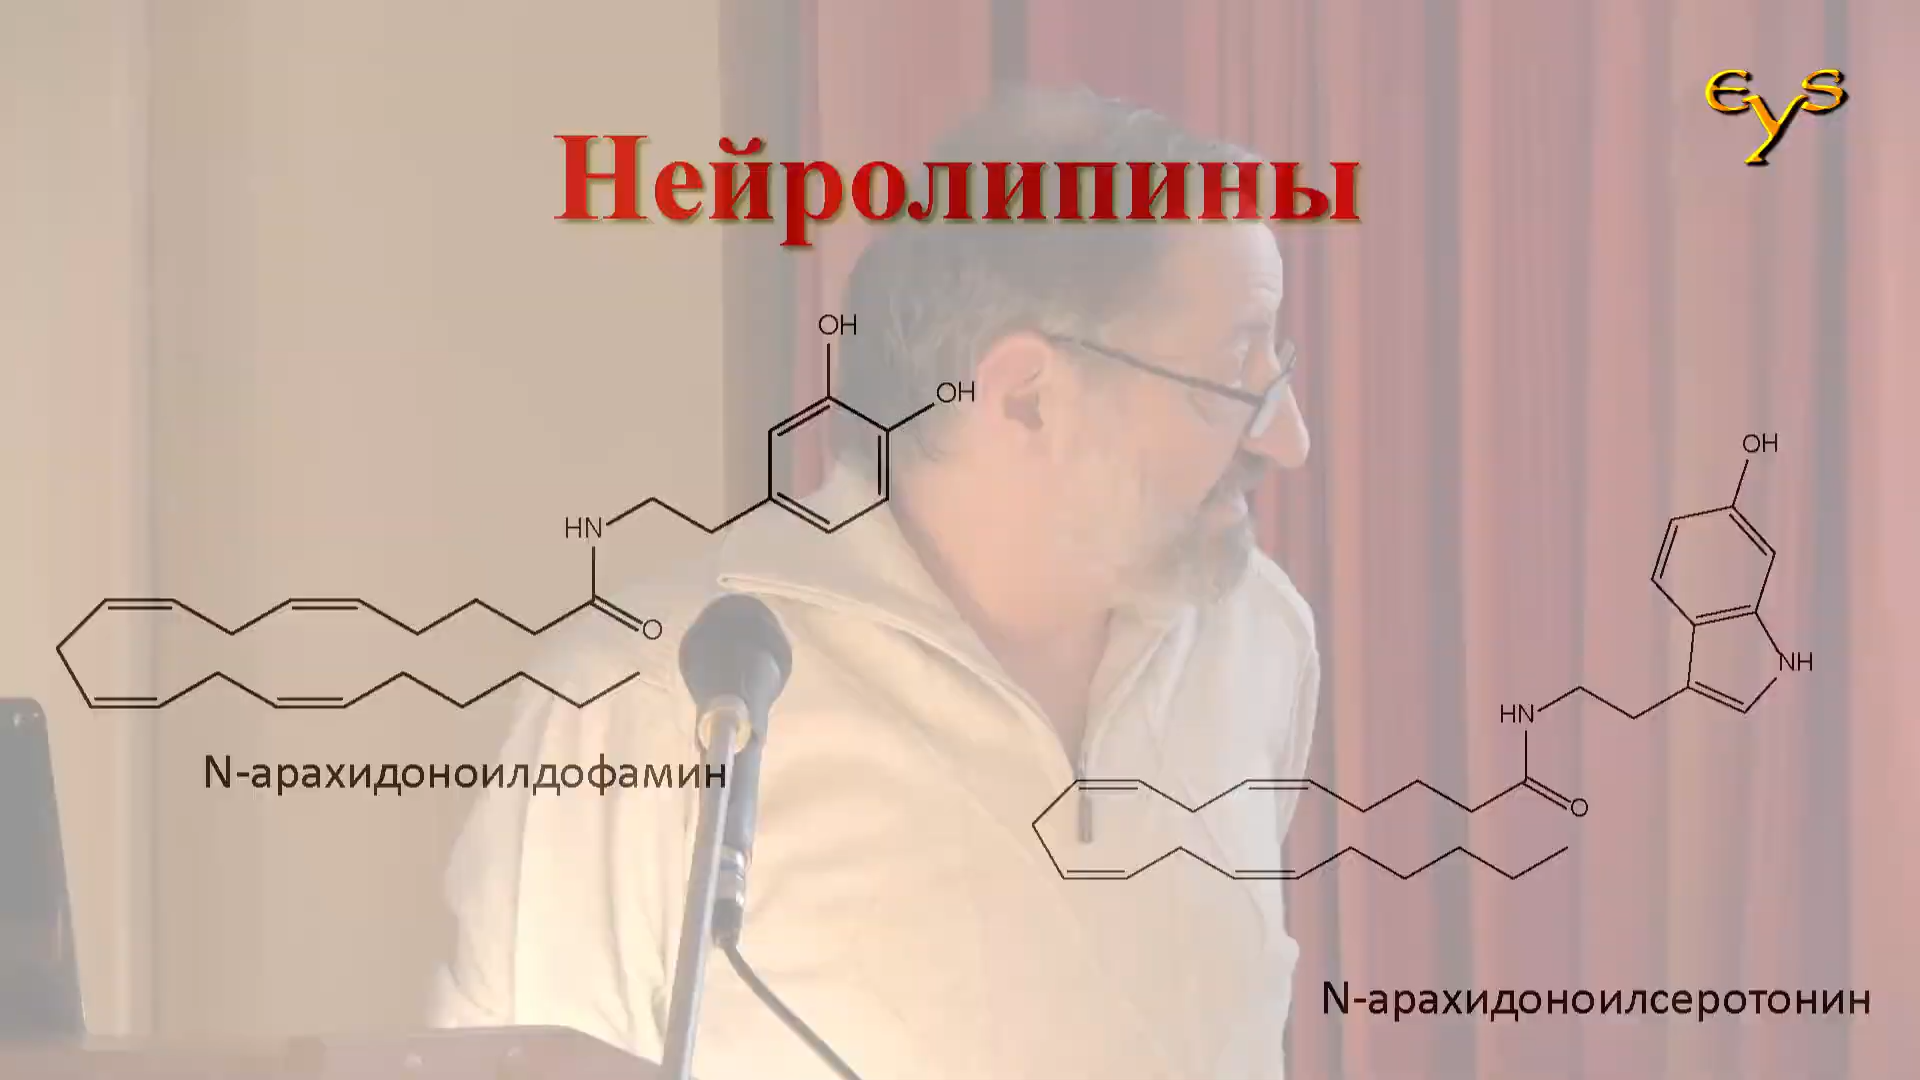 EyS
Нейролипины
OH
OH
HN
O
N-арахидоноилдофамин
OH
NH
HN
O
N-арахидоноилсеротонин